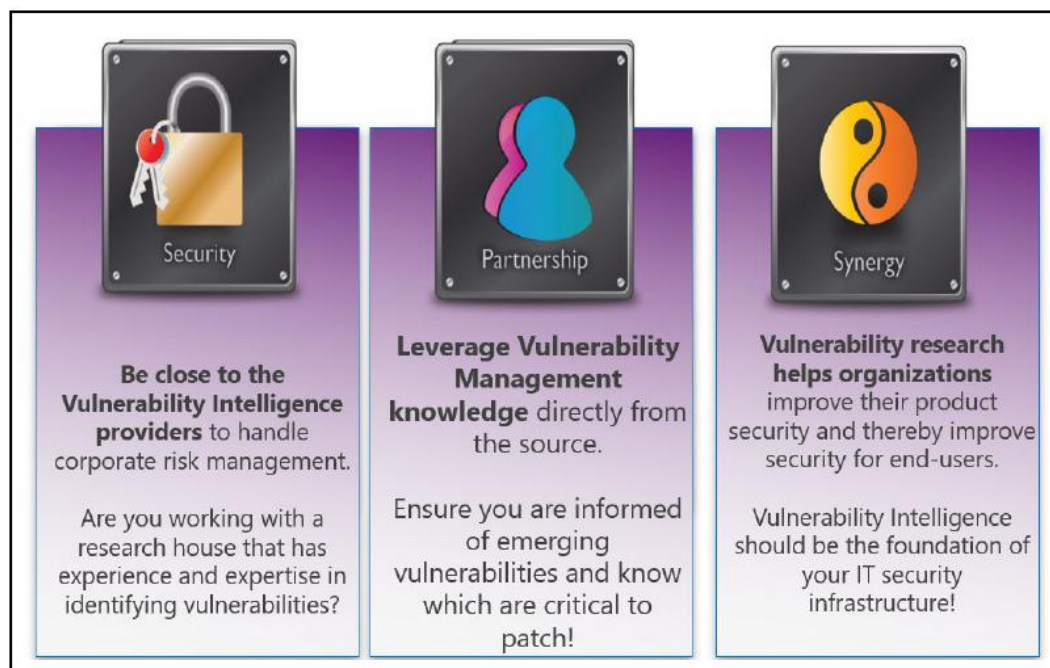 Security
Be close to the
Vulnerability Intelligence
providers to handle
corporate risk management.
Are you working with a
research house that has
experience and expertise in
identifying vulnerabilities?
Partnership
Leverage Vulnerability
Management
knowledge directly from
the source.
Ensure you are informed
of emerging
vulnerabilities and know
which are critical to
patch!
Synergy
Vulnerability research
helps organizations
improve their product
security and thereby improve
security for end-users.
Vulnerability Intelligence
should be the foundation of
your IT security
infrastructure!